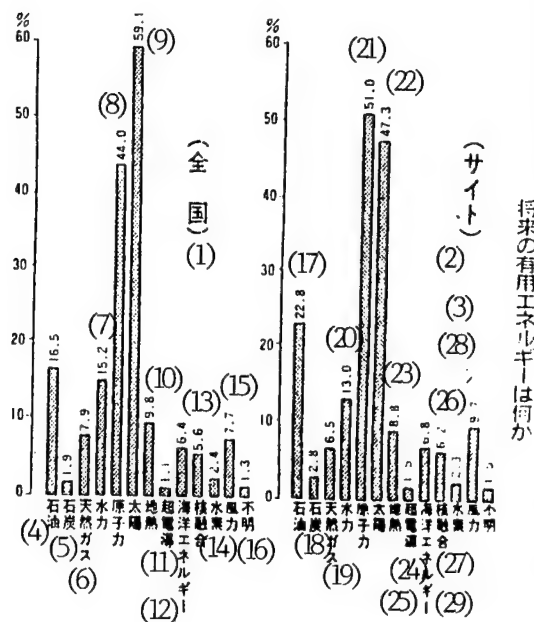 将来の有用エネルギーは何か
%
60
50
40
30
20
10
0
(全国)
(1)
16.5
1.9
7.9
(7)
15.2
(8)
44.0
(9)
59.1
(10)
9.8
1.1
6.4
(13)
5.6
2.4
(15)
7.7
1.3
石油
石炭
天然ガス
水力
原子力
太陽
地熱
超電導
海洋エネルギー
核融合
水素
風力
不明
(4)
(5)
(6)
(11)
(12)
(14)
(16)
%
60
50
40
30
20
10
0
(サイト)
(2)
(3)
(28)
(17)
22.8
2.8
6.5
(20)
13.0
(21)
51.0
(22)
47.3
(23)
8.8
1.5
6.8
(26)
6.2
2.3
1.5
石油
石炭
天然ガス
水力
原子力
太陽
地熱
超電導
海洋エネルギー
核融合
水素
風力
不明
(18)
(19)
(24)
(25)
(27)
(29)